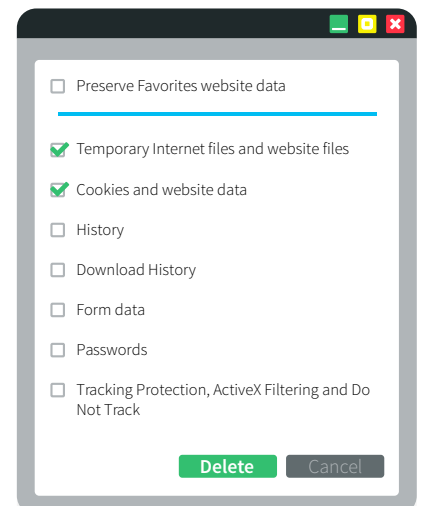 Preserve Favorites website data
Temporary Internet files and website files
Cookies and website data
History
Download History
Form data
Passwords
Tracking Protection, ActiveX Filtering and Do
Not Track
Delete
Cancel